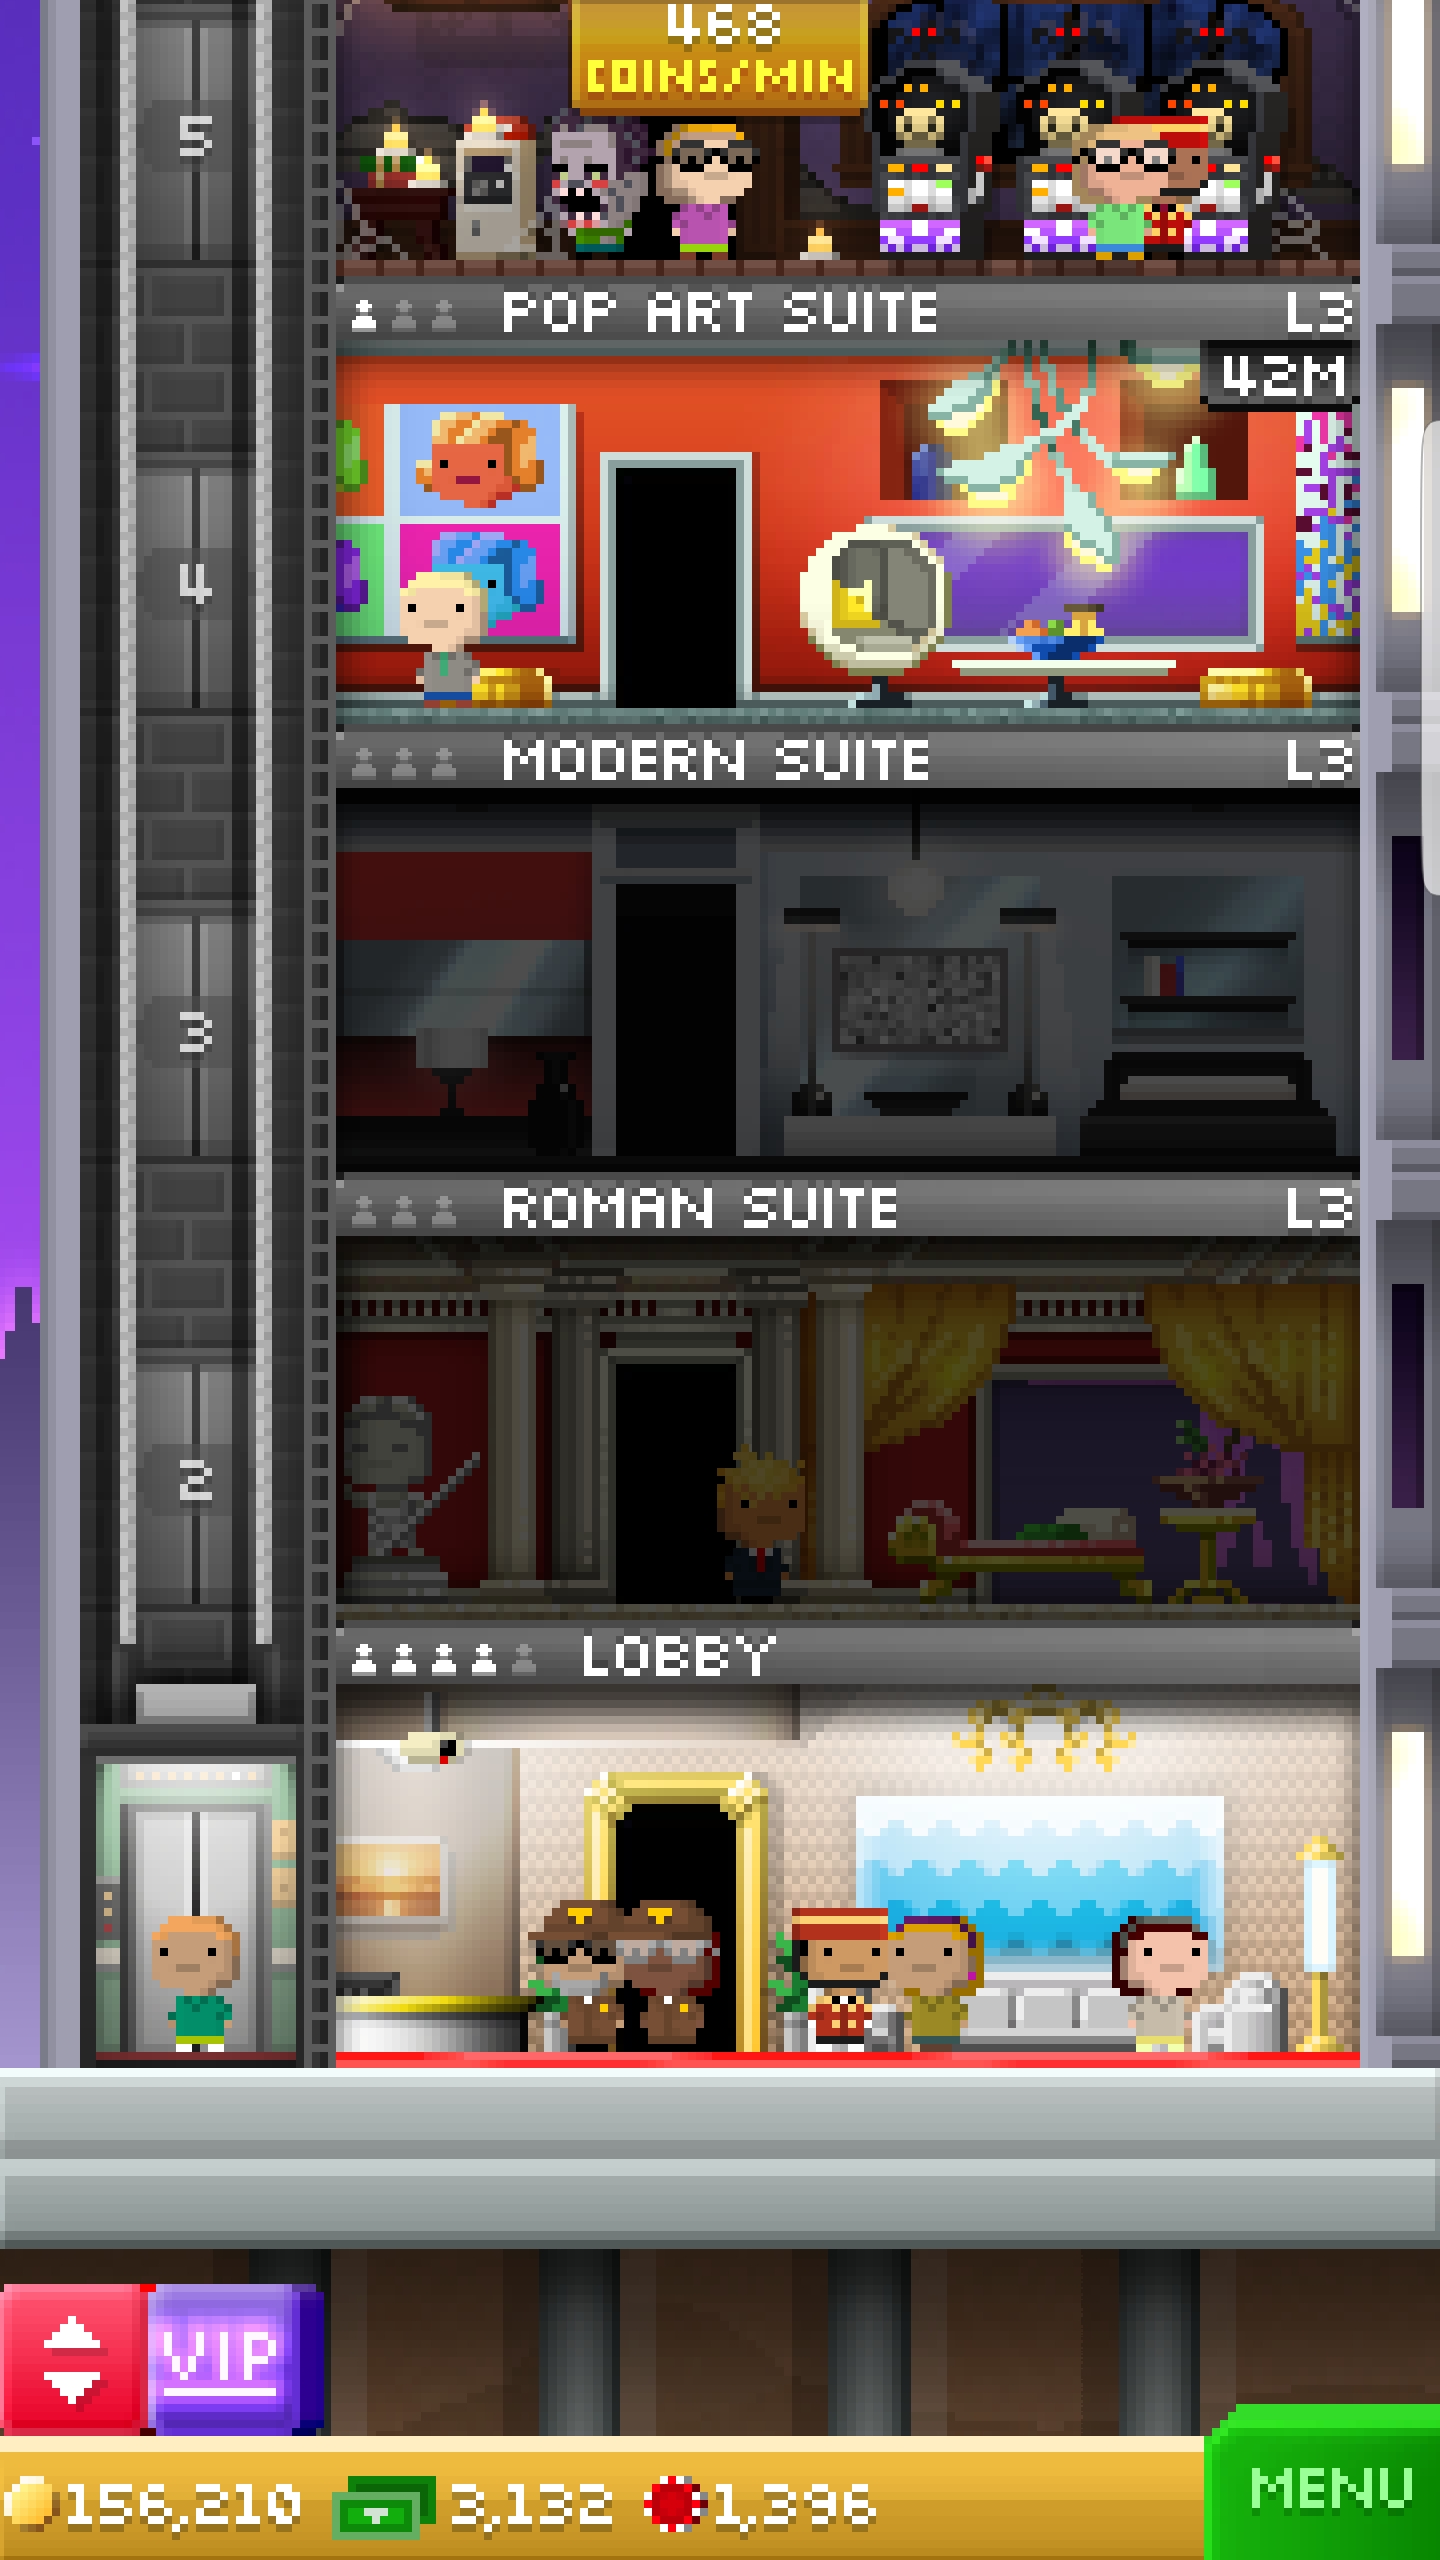 468
COINS/MIN
5
POP ART SUITE L3
42M
4
MODERN SUITE L3
3
ROMAN SUITE L3
2
LOBBY
VIP
156,210 3,132 1,396
MENU